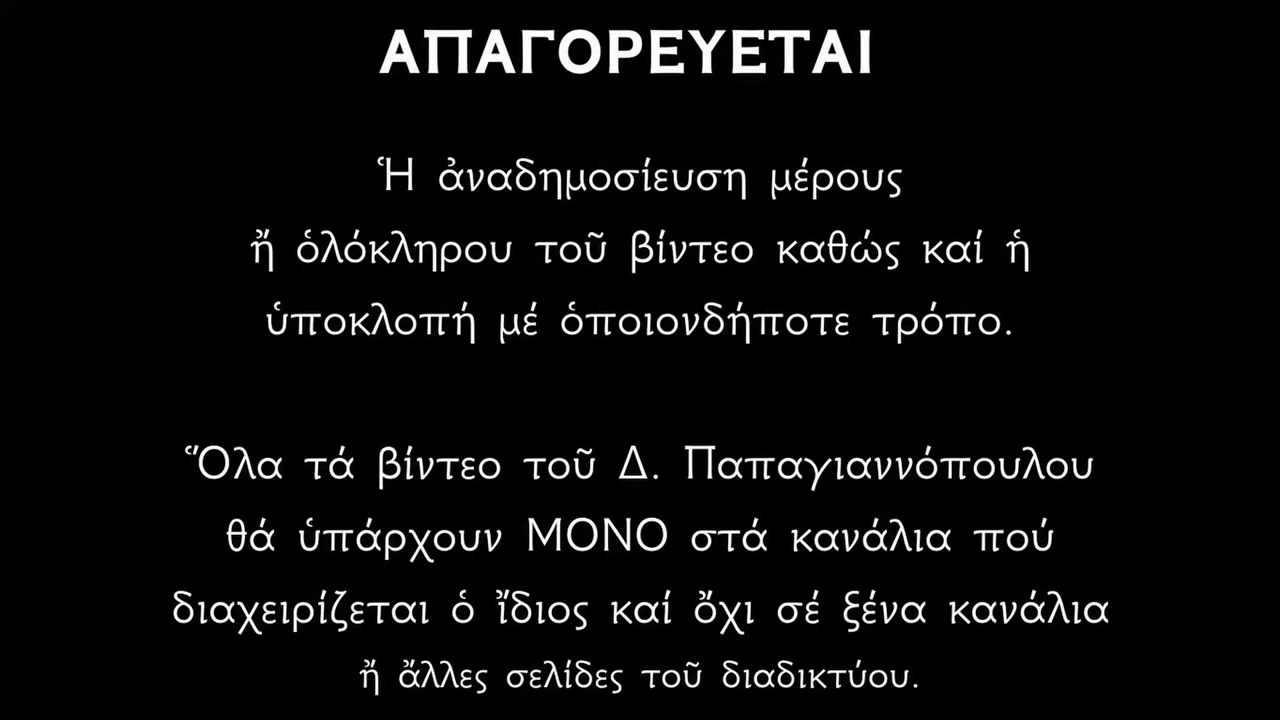 ΑΠΑΓΟΡΕΥΕΤΑΙ
Ἡ ἀναδημοσίευση μέρους
ἤ ὁλόκληρου τοῦ βίντεο καθώς καί ἡ
ὑποκλοπή μέ ὁποιονδήποτε τρόπο.
Ὅλα τά βίντεο τοῦ Δ. Παπαγιαννόπουλου
θά ὑπάρχουν ΜΟΝΟ στά κανάλια πού
διαχειρίζεται ὁ ἴδιος καί ὄχι σέ ξένα κανάλια
ἤ ἄλλες σελίδες τοῦ διαδικτύου.